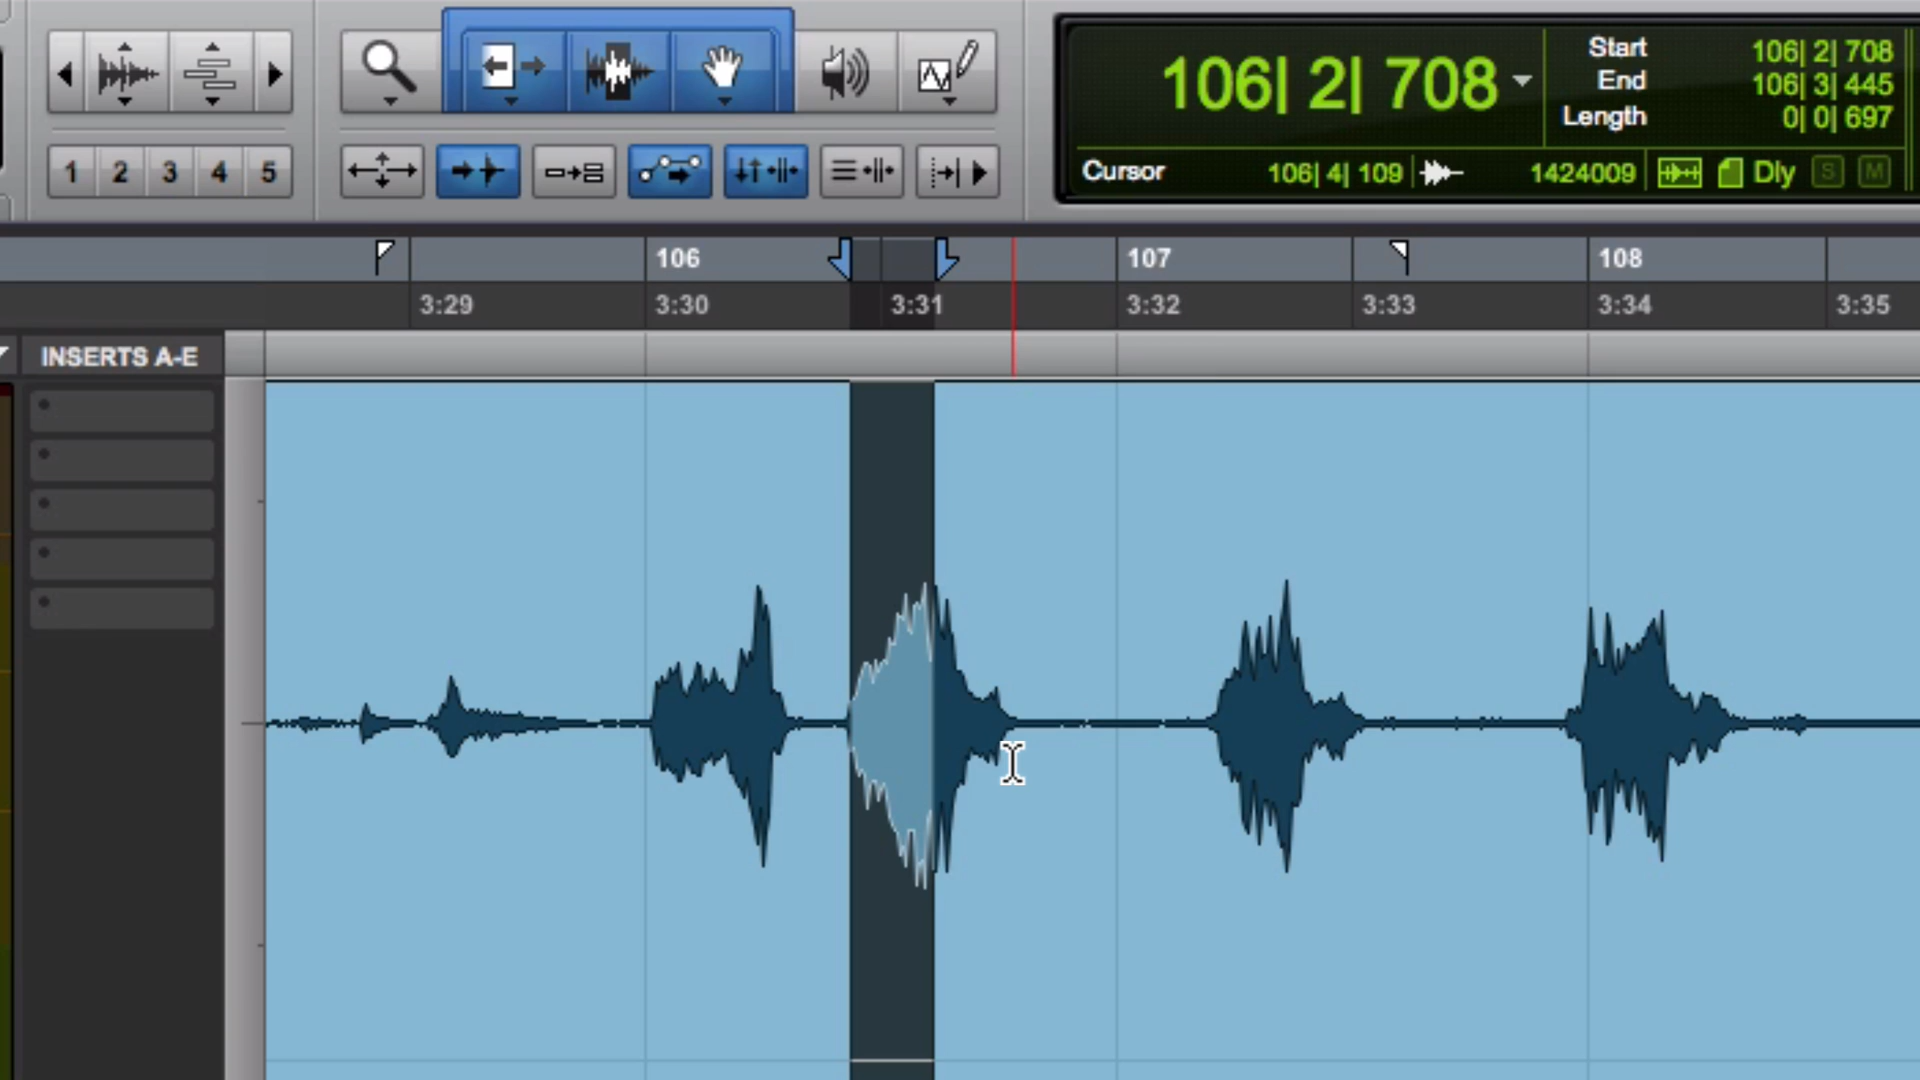 106| 2| 708
Start 106| 2| 708
End 106| 3| 445
Length 0| 0| 697
1 2 3 4 5
Cursor 106| 4| 109 1424009 Dly S M
106 107 108
3:29 3:30 3:31 3:32 3:33 3:34 3:35
INSERTS A-E